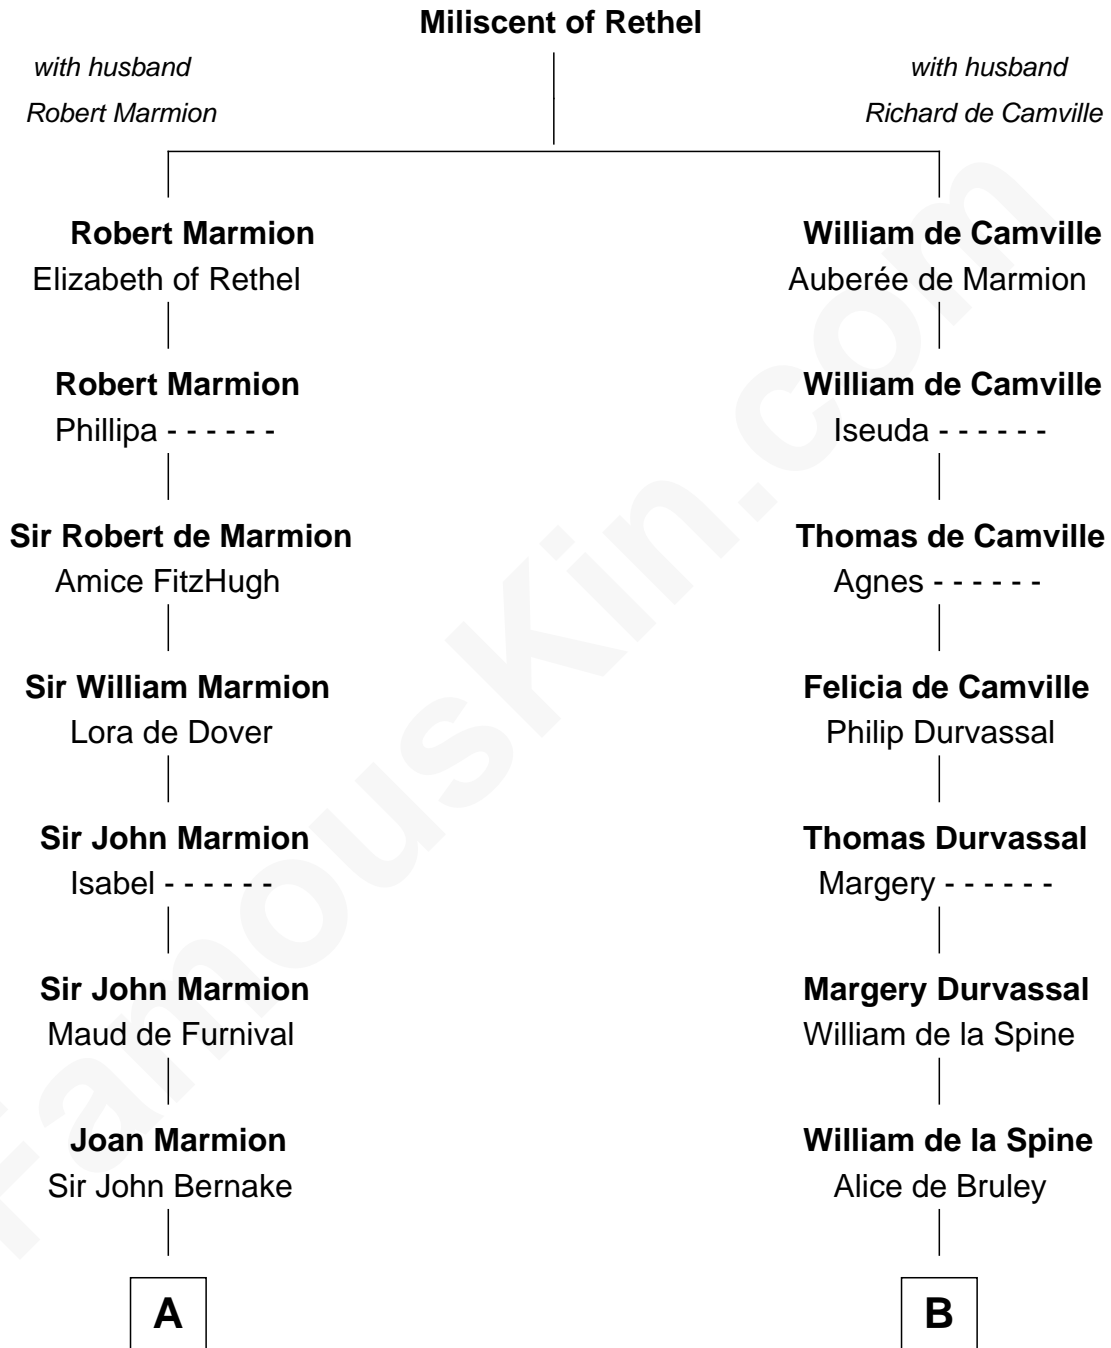 Miliscent of Rethel
with husband
Robert Marmion
with husband
Richard de Camville
Robert Marmion
Elizabeth of Rethel
William de Camville
Auberée de Marmion
Robert Marmion
Phillipa - - - - - -
William de Camville
Iseuda - - - - - -
Sir Robert de Marmion
Amice FitzHugh
Thomas de Camville
Agnes - - - - - -
Sir William Marmion
Lora de Dover
Felicia de Camville
Philip Durvassal
Sir John Marmion
Isabel - - - - - -
Thomas Durvassal
Margery - - - - - -
Sir John Marmion
Maud de Furnival
Margery Durvassal
William de la Spine
Joan Marmion
Sir John Bernake
William de la Spine
Alice de Bruley
A
B
FamousKin.com